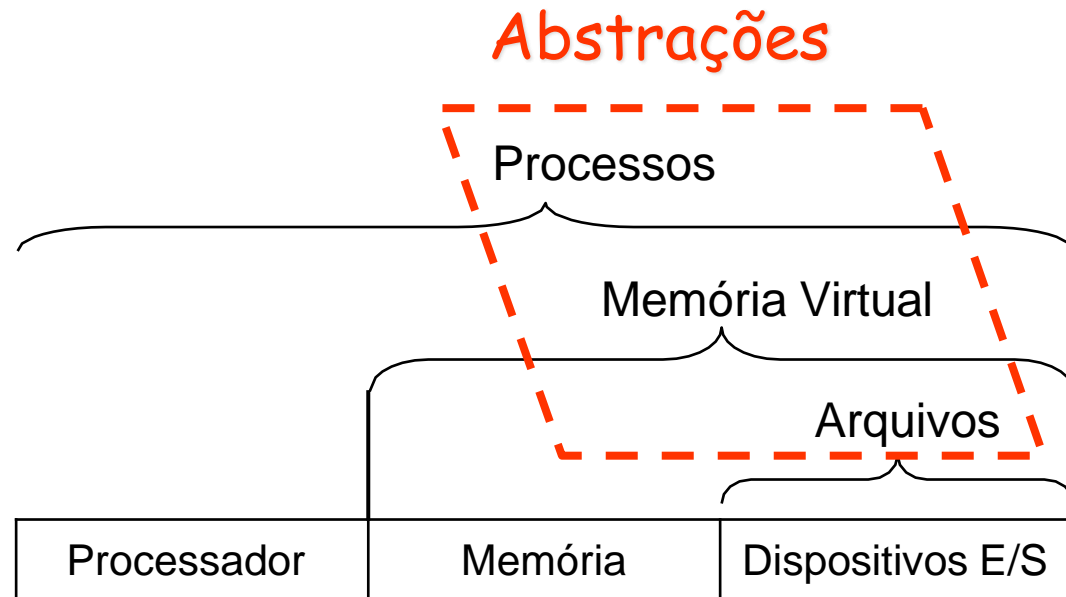 Abstrações
Processos
Memória Virtual
Arquivos
Processador Memória Dispositivos E/S